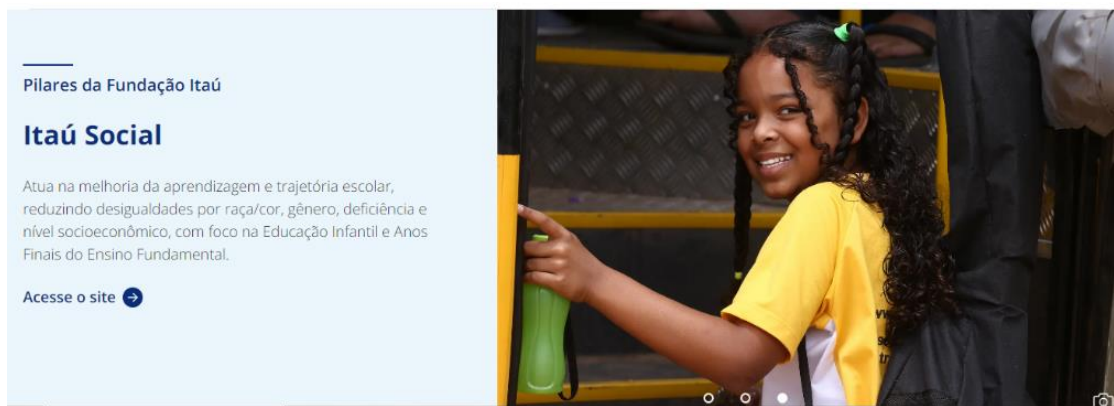 Pilares da Fundação Itaú
Itaú Social
Atua na melhoria da aprendizagem e trajetória escolar,
reduzindo desigualdades por raça/cor, gênero, deficiência e
nível socioeconômico, com foco na Educação Infantil e Anos
Finais do Ensino Fundamental.
Acesse o site